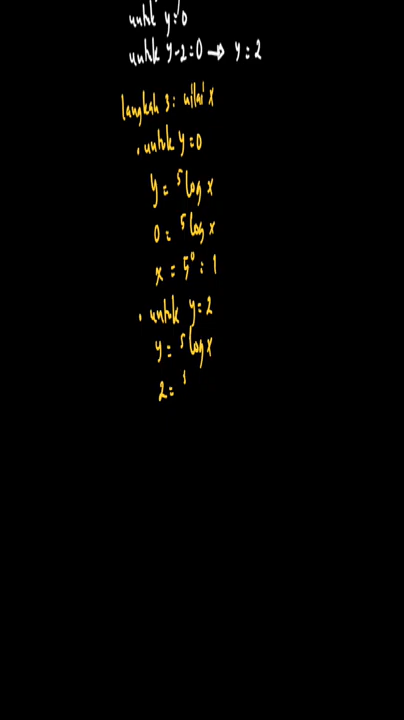 untuk y=0
untuk y-2=0 → y=2
langkah 3: nilai x
• untuk y=0
y = ⁵log x
0 = ⁵log x
x = 5⁰ = 1
• untuk y=2
y = ⁵log x
2 = ⁵